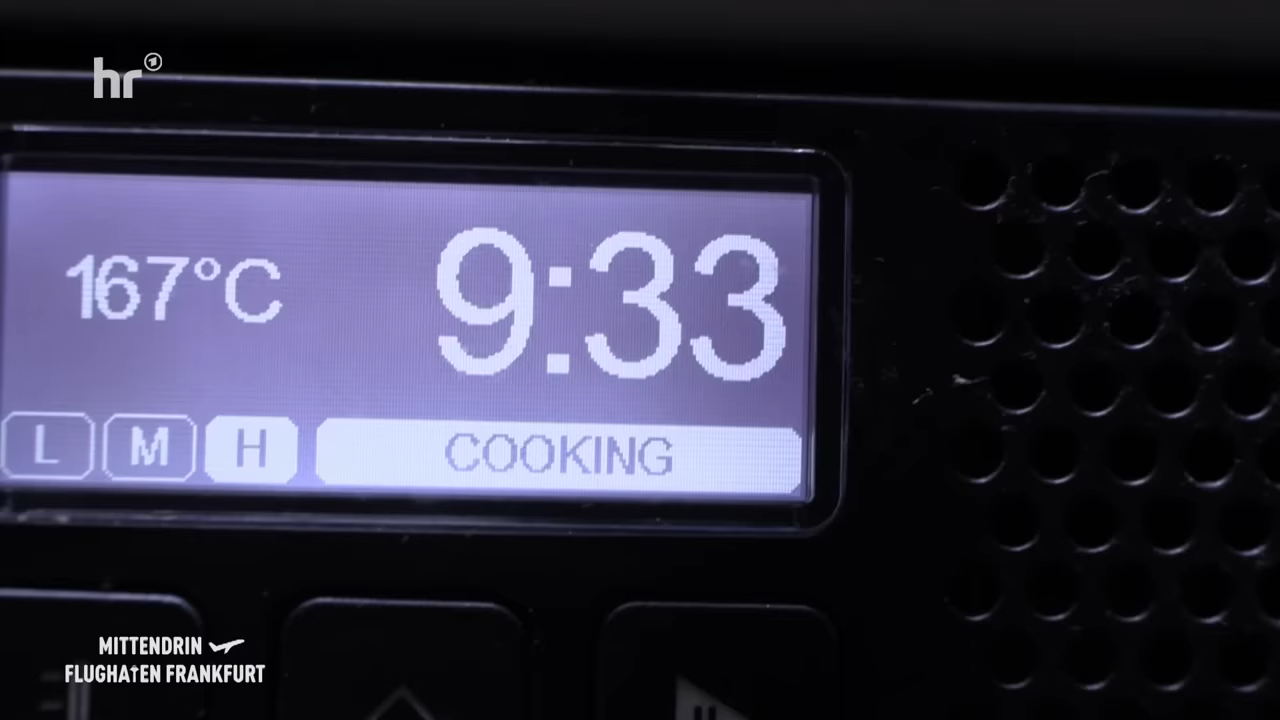 hr
167°C
9:33
L M H COOKING
MITTENDRIN
FLUGHAFEN FRANKFURT